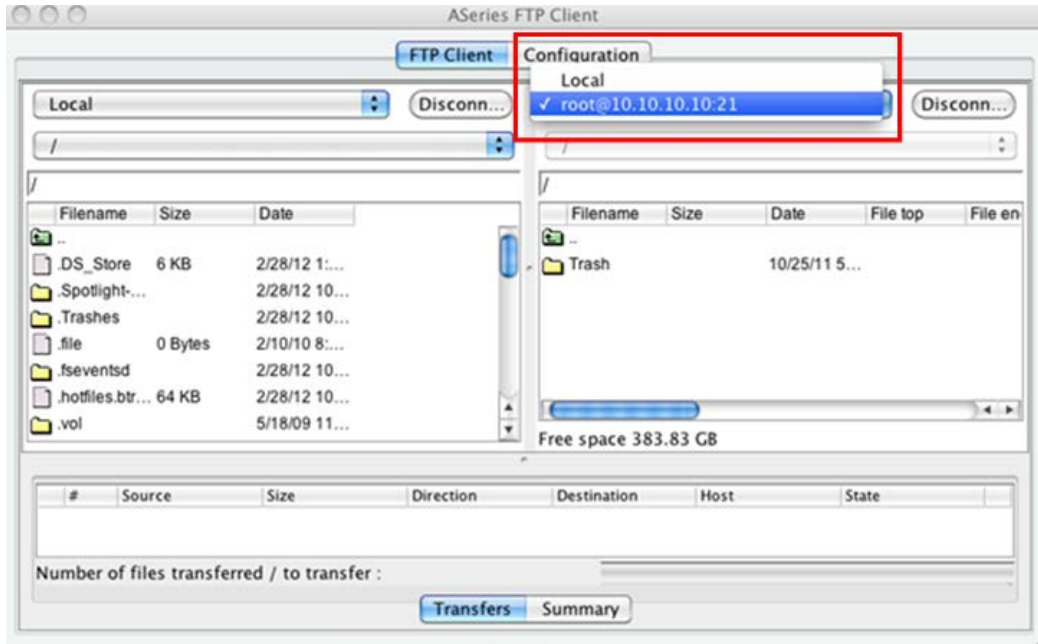 ASeries FTP Client
FTP Client Configuration
Local
✓ root@10.10.10.10:21
Local Disconn... Disconn...
/ /
/ /
Filename Size Date
.. 
.DS_Store 6 KB 2/28/12 1:...
.Spotlight-... 2/28/12 10...
.Trashes 2/28/12 10...
.file 0 Bytes 2/10/10 8:...
.fseventsd 2/28/12 10...
.hotfiles.btr... 64 KB 2/28/12 10...
.vol 5/18/09 11...
Filename Size Date File top File en
..
Trash 10/25/11 5...
Free space 383.83 GB
# Source Size Direction Destination Host State
Number of files transferred / to transfer :
Transfers Summary